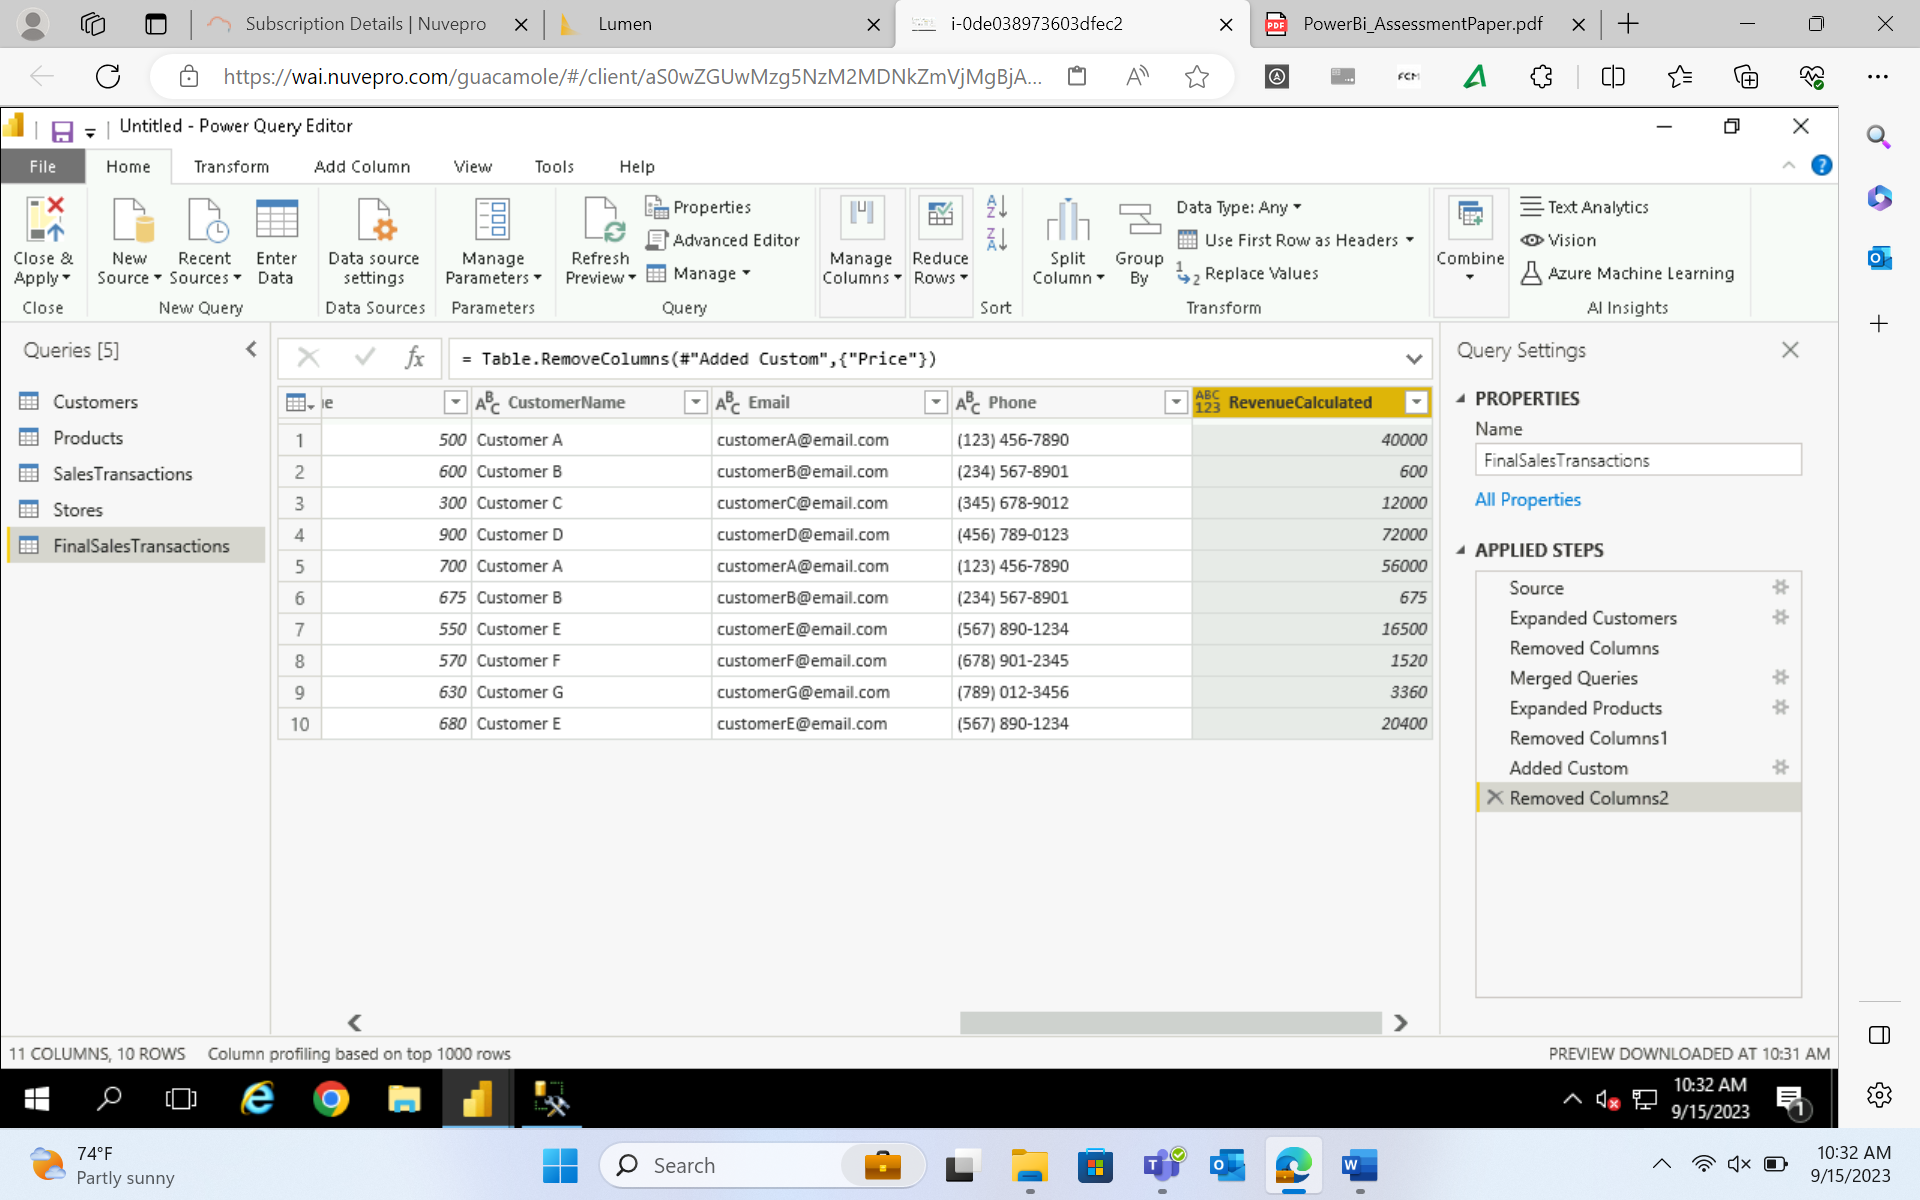 Subscription Details | Nuvepro
Lumen
i-0de038973603dfec2
PowerBi_AssessmentPaper.pdf
https://wai.nuvepro.com/guacamole/#/client/aS0wZGUwMzg5NzM2MDNkZmVjMgBjA...
Untitled - Power Query Editor
File Home Transform Add Column View Tools Help
Close & Apply
New Source
Recent Sources
Enter Data
Data source settings
Manage Parameters
Refresh Preview
Properties
Advanced Editor
Manage
Manage Columns
Reduce Rows
Split Column
Group By
Data Type: Any
Use First Row as Headers
Replace Values
Combine
Text Analytics
Vision
Azure Machine Learning
Close New Query Data Sources Parameters Query Sort Transform AI Insights
Queries [5]
Customers
Products
SalesTransactions
Stores
FinalSalesTransactions
fx = Table.RemoveColumns(#"Added Custom",{"Price"})
ie ABC CustomerName ABC Email ABC Phone ABC 123 RevenueCalculated
1 500 Customer A customerA@email.com (123) 456-7890 40000
2 600 Customer B customerB@email.com (234) 567-8901 600
3 300 Customer C customerC@email.com (345) 678-9012 12000
4 900 Customer D customerD@email.com (456) 789-0123 72000
5 700 Customer A customerA@email.com (123) 456-7890 56000
6 675 Customer B customerB@email.com (234) 567-8901 675
7 550 Customer E customerE@email.com (567) 890-1234 16500
8 570 Customer F customerF@email.com (678) 901-2345 1520
9 630 Customer G customerG@email.com (789) 012-3456 3360
10 680 Customer E customerE@email.com (567) 890-1234 20400
Query Settings
PROPERTIES
Name
FinalSalesTransactions
All Properties
APPLIED STEPS
Source
Expanded Customers
Removed Columns
Merged Queries
Expanded Products
Removed Columns1
Added Custom
Removed Columns2
11 COLUMNS, 10 ROWS Column profiling based on top 1000 rows
PREVIEW DOWNLOADED AT 10:31 AM
10:32 AM
9/15/2023
1
74°F
Partly sunny
Search
10:32 AM
9/15/2023